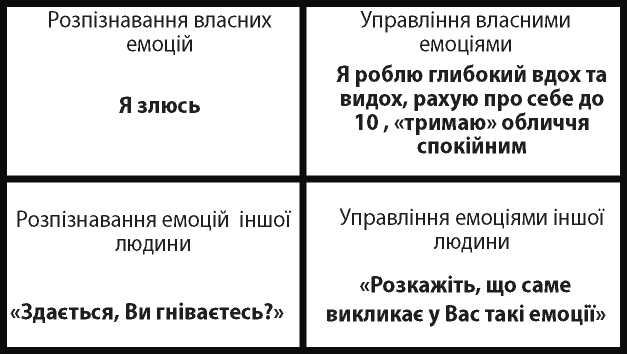 Розпізнавання власних
емоцій
Я злюсь
Управління власними
емоціями
Я роблю глибокий вдох та
видох, рахую про себе до
10 , «тримаю» обличчя
спокійним
Розпізнавання емоцій  іншої
людини
«Здається, Ви гніваєтесь?»
Управління емоціями іншої
людини
«Розкажіть, що саме
викликає у Вас такі емоції»